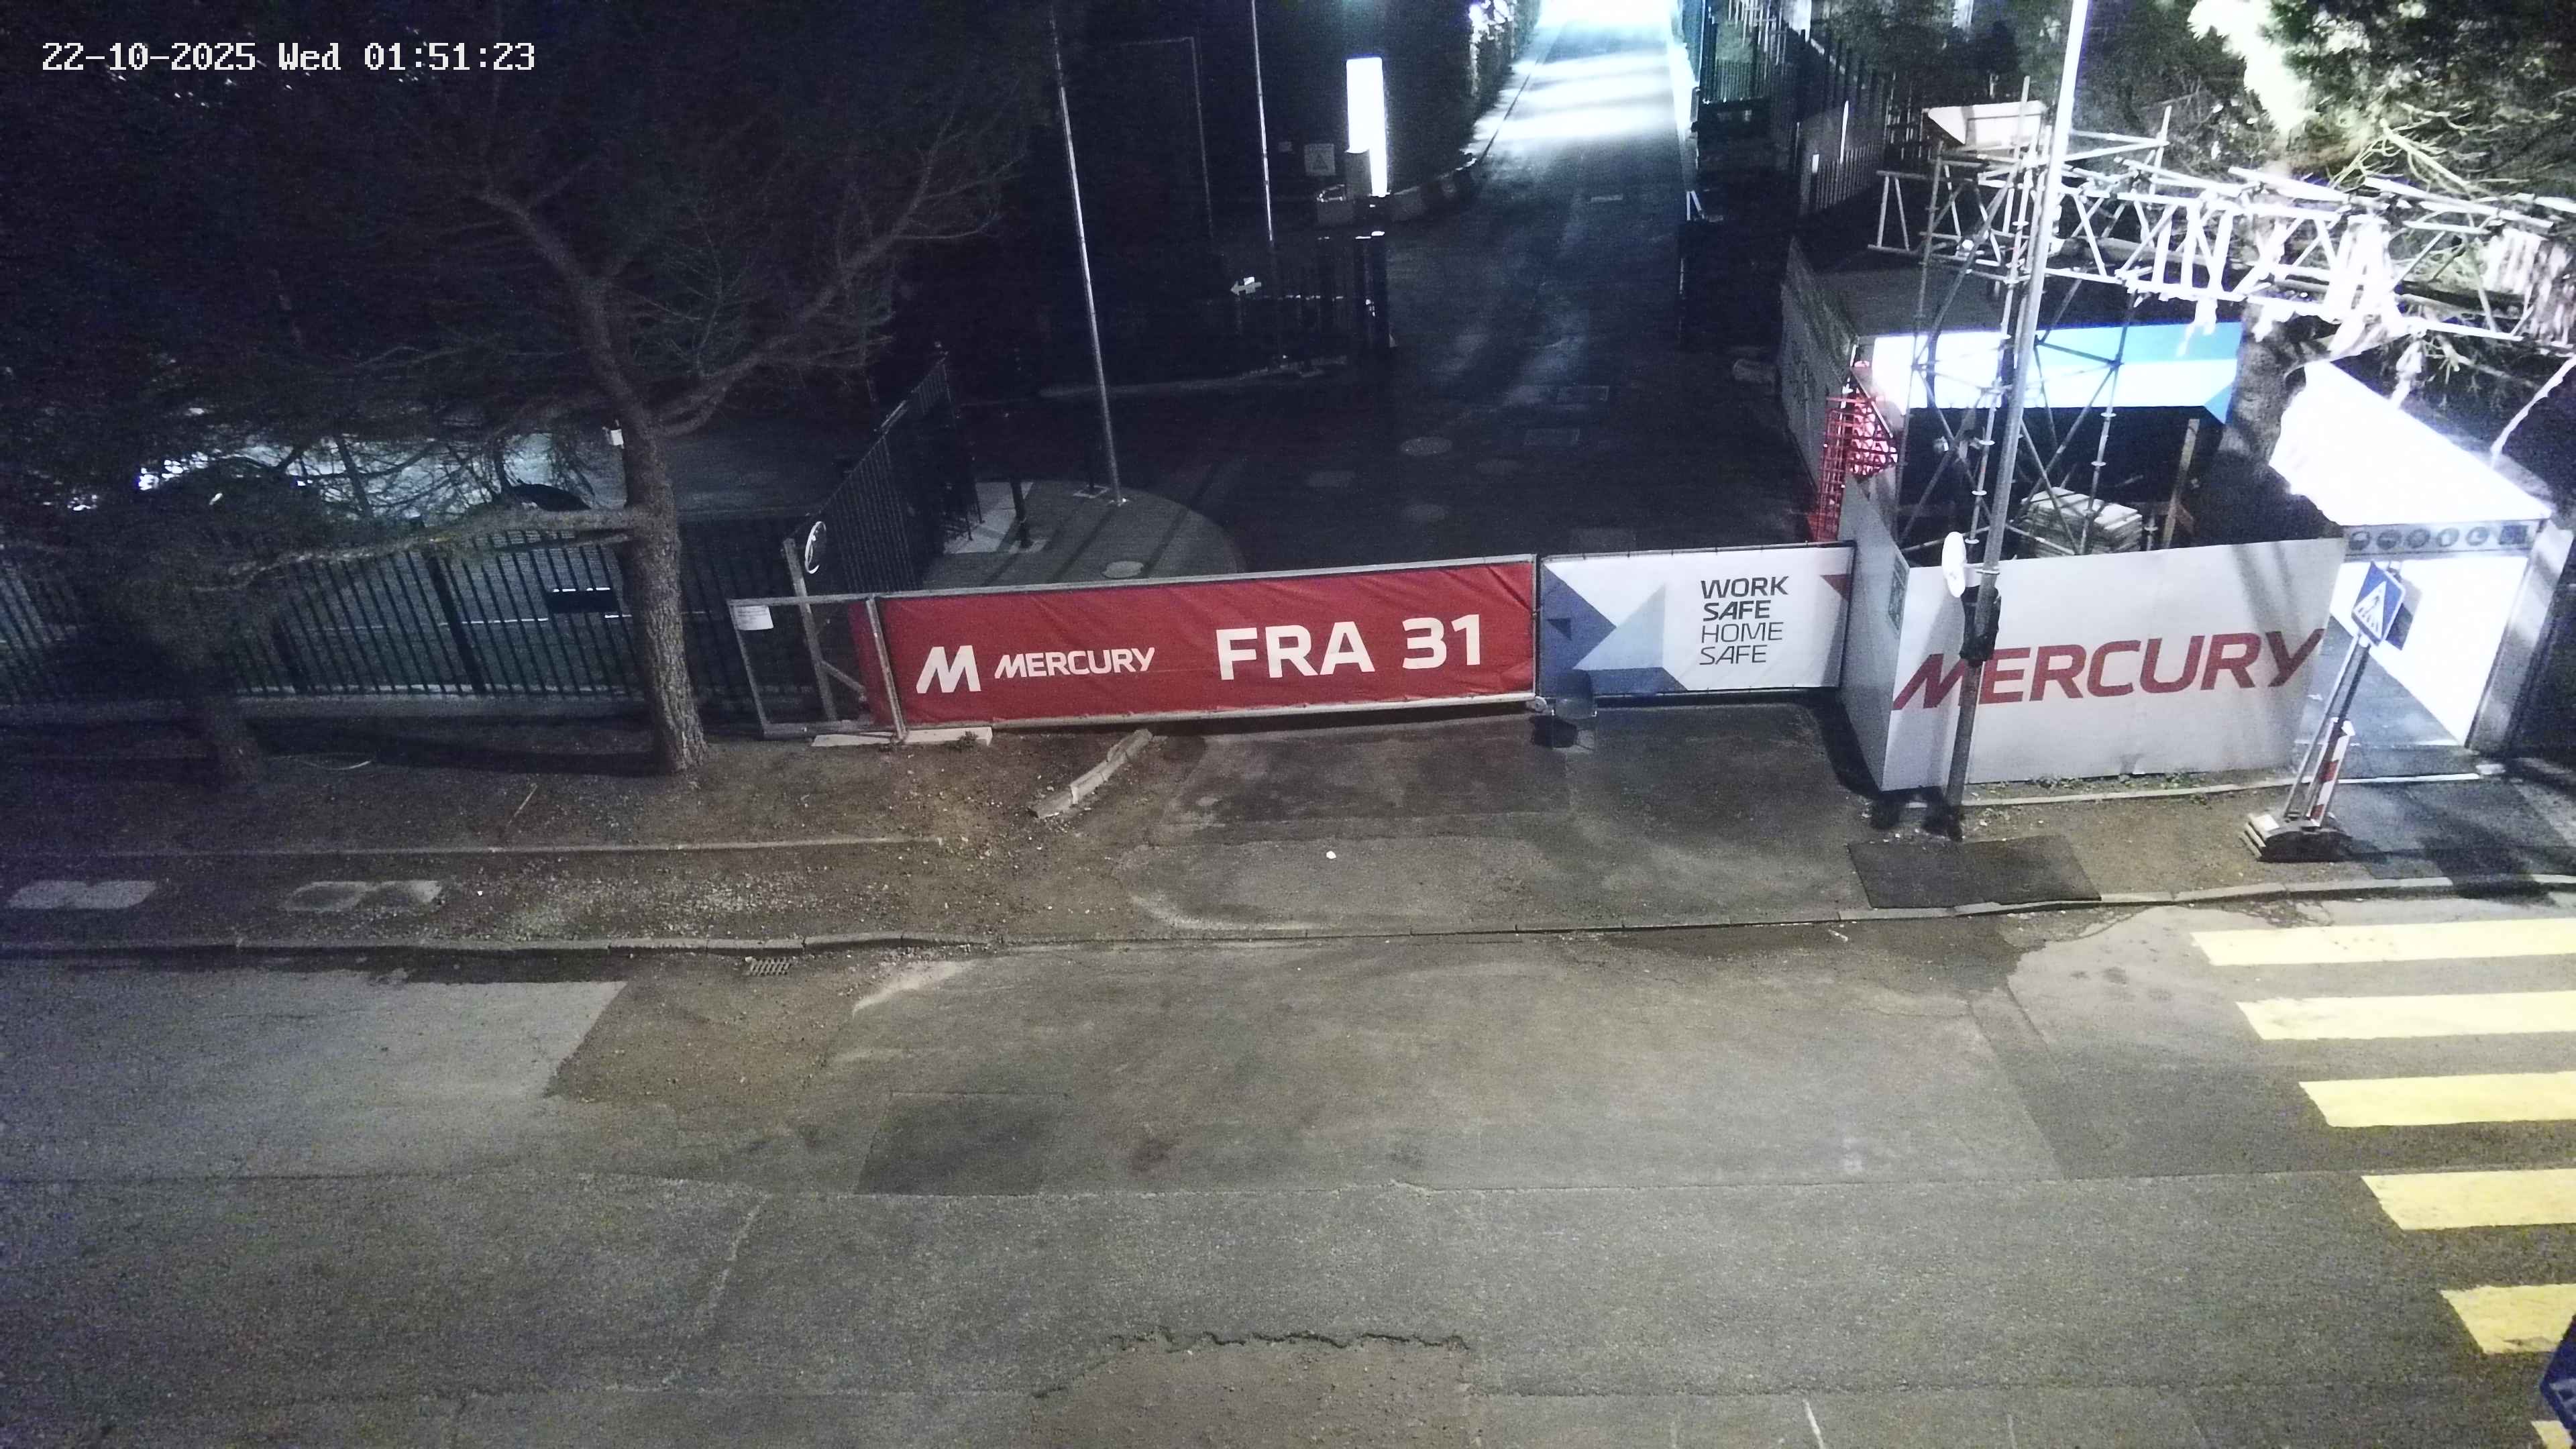 22-10-2025 Wed 01:51:23
M MERCURY FRA 31
WORK
SAFE
HOME
SAFE
MERCURY